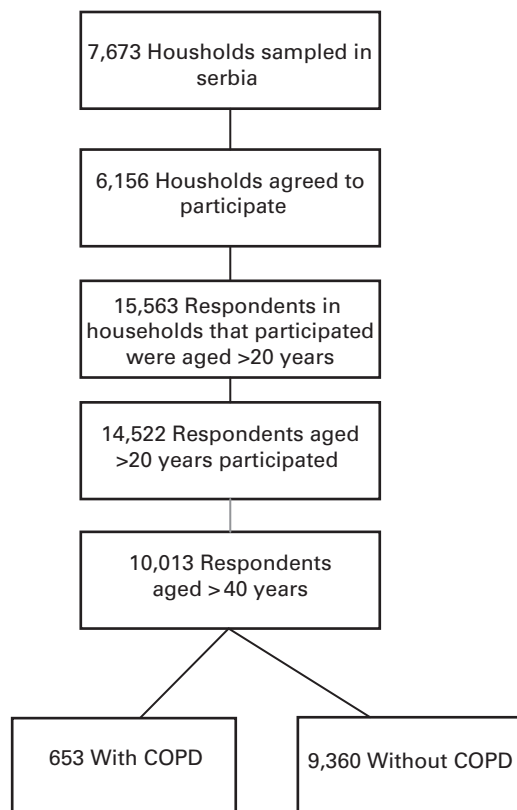 7,673 Housholds sampled in
serbia
6,156 Housholds agreed to
participate
15,563 Respondents in
households that participated
were aged >20 years
14,522 Respondents aged
>20 years participated
10,013 Respondents
aged >40 years
653 With COPD
9,360 Without COPD